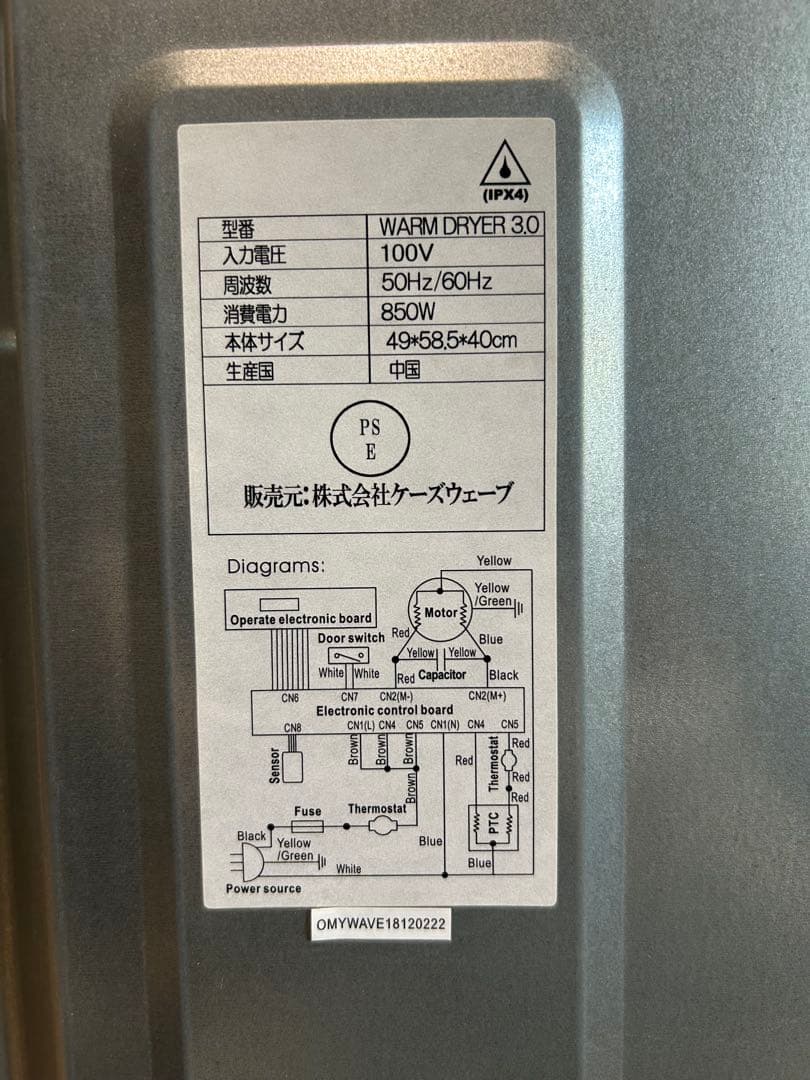 (IPX4)
型番 WARM DRYER 3.0
入力電圧 100V
周波数 50Hz/60Hz
消費電力 850W
本体サイズ 49*58.5*40cm
生産国 中国
PS
E
販売元:株式会社ケーズウェーブ
Diagrams:
Yellow
Operate electronic board
Motor
Yellow
/Green
Door switch
Red
Blue
White
White
Yellow
Yellow
Red
Capacitor
Black
CN6
CN7
CN2(M-)
CN2(M+)
Electronic control board
CN8
CN1(L)
CN4
CN5
CN1(N)
CN4
CN5
Sensor
Brown
Brown
Brown
Brown
Red
Thermostat
Red
Red
Red
Fuse
Thermostat
PTC
Black
Yellow
/Green
Blue
Blue
White
Power source
OMYWAVE18120222